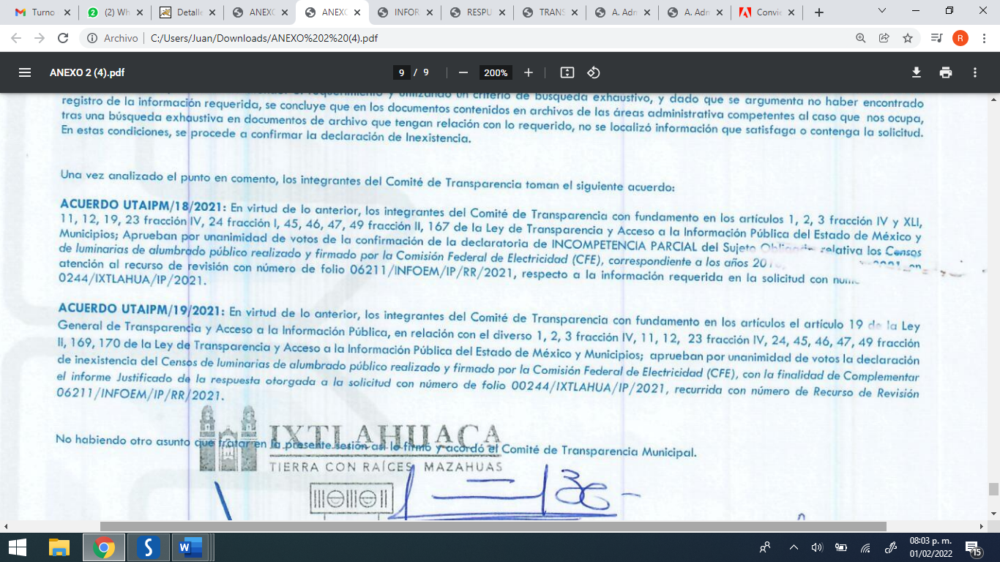 Turno
(2) Wh
Detalle
ANEXO
ANEXO
INFOR
RESPU
TRANS
A. Adm
A. Adm
Convie
Archivo C:/Users/Juan/Downloads/ANEXO%202%20(4).pdf
R
ANEXO 2 (4).pdf
9 / 9
200%
registro de la información requerida, se concluye que en los documentos contenidos en archivos de las áreas administrativa competentes al caso que nos ocupa,
tras una búsqueda exhaustiva en documentos de archivo que tengan relación con lo requerido, no se localizó información que satisfaga o contenga la solicitud.
En estas condiciones, se procede a confirmar la declaración de Inexistencia.
Una vez analizado el punto en comento, los integrantes del Comité de Transparencia toman el siguiente acuerdo:
ACUERDO UTAIPM/18/2021: En virtud de lo anterior, los integrantes del Comité de Transparencia con fundamento en los artículos 1, 2, 3 fracción IV y XLI,
11, 12, 19, 23 fracción IV, 24 fracción I, 45, 46, 47, 49 fracción II, 167 de la Ley de Transparencia y Acceso a la Información Pública del Estado de México y
Municipios; Aprueban por unanimidad de votos de la confirmación de la declaratoria de INCOMPETENCIA PARCIAL del Sujeto relativa los Censos
de luminarias de alumbrado público realizado y firmado por la Comisión Federal de Electricidad (CFE), correspondiente a los años
atención al recurso de revisión con número de folio 06211/INFOEM/IP/RR/2021, respecto a la información requerida en la solicitud con
0244/IXTLAHUA/IP/2021.
ACUERDO UTAIPM/19/2021: En virtud de lo anterior, los integrantes del Comité de Transparencia con fundamento en los artículos el artículo 19 de la Ley
General de Transparencia y Acceso a la Información Pública, en relación con el diverso 1, 2, 3 fracción IV, 11, 12, 23 fracción IV, 24, 45, 46, 47, 49 fracción
II, 169, 170 de la Ley de Transparencia y Acceso a la Información Pública del Estado de México y Municipios; aprueban por unanimidad de votos la declaración
de inexistencia del Censos de luminarias de alumbrado público realizado y firmado por la Comisión Federal de Electricidad (CFE), con la finalidad de Complementar
el informe Justificado de la respuesta otorgada a la solicitud con número de folio 00244/IXTLAHUA/IP/2021, recurrida con número de Recurso de Revisión
06211/INFOEM/IP/RR/2021.
No habiendo otro asunto que tratar en la presente sesión así lo firmó y acordó el Comité de Transparencia Municipal.
IXTLAHUACA
TIERRA CON RAÍCES MAZAHUAS
08:03 p. m.
01/02/2022
15